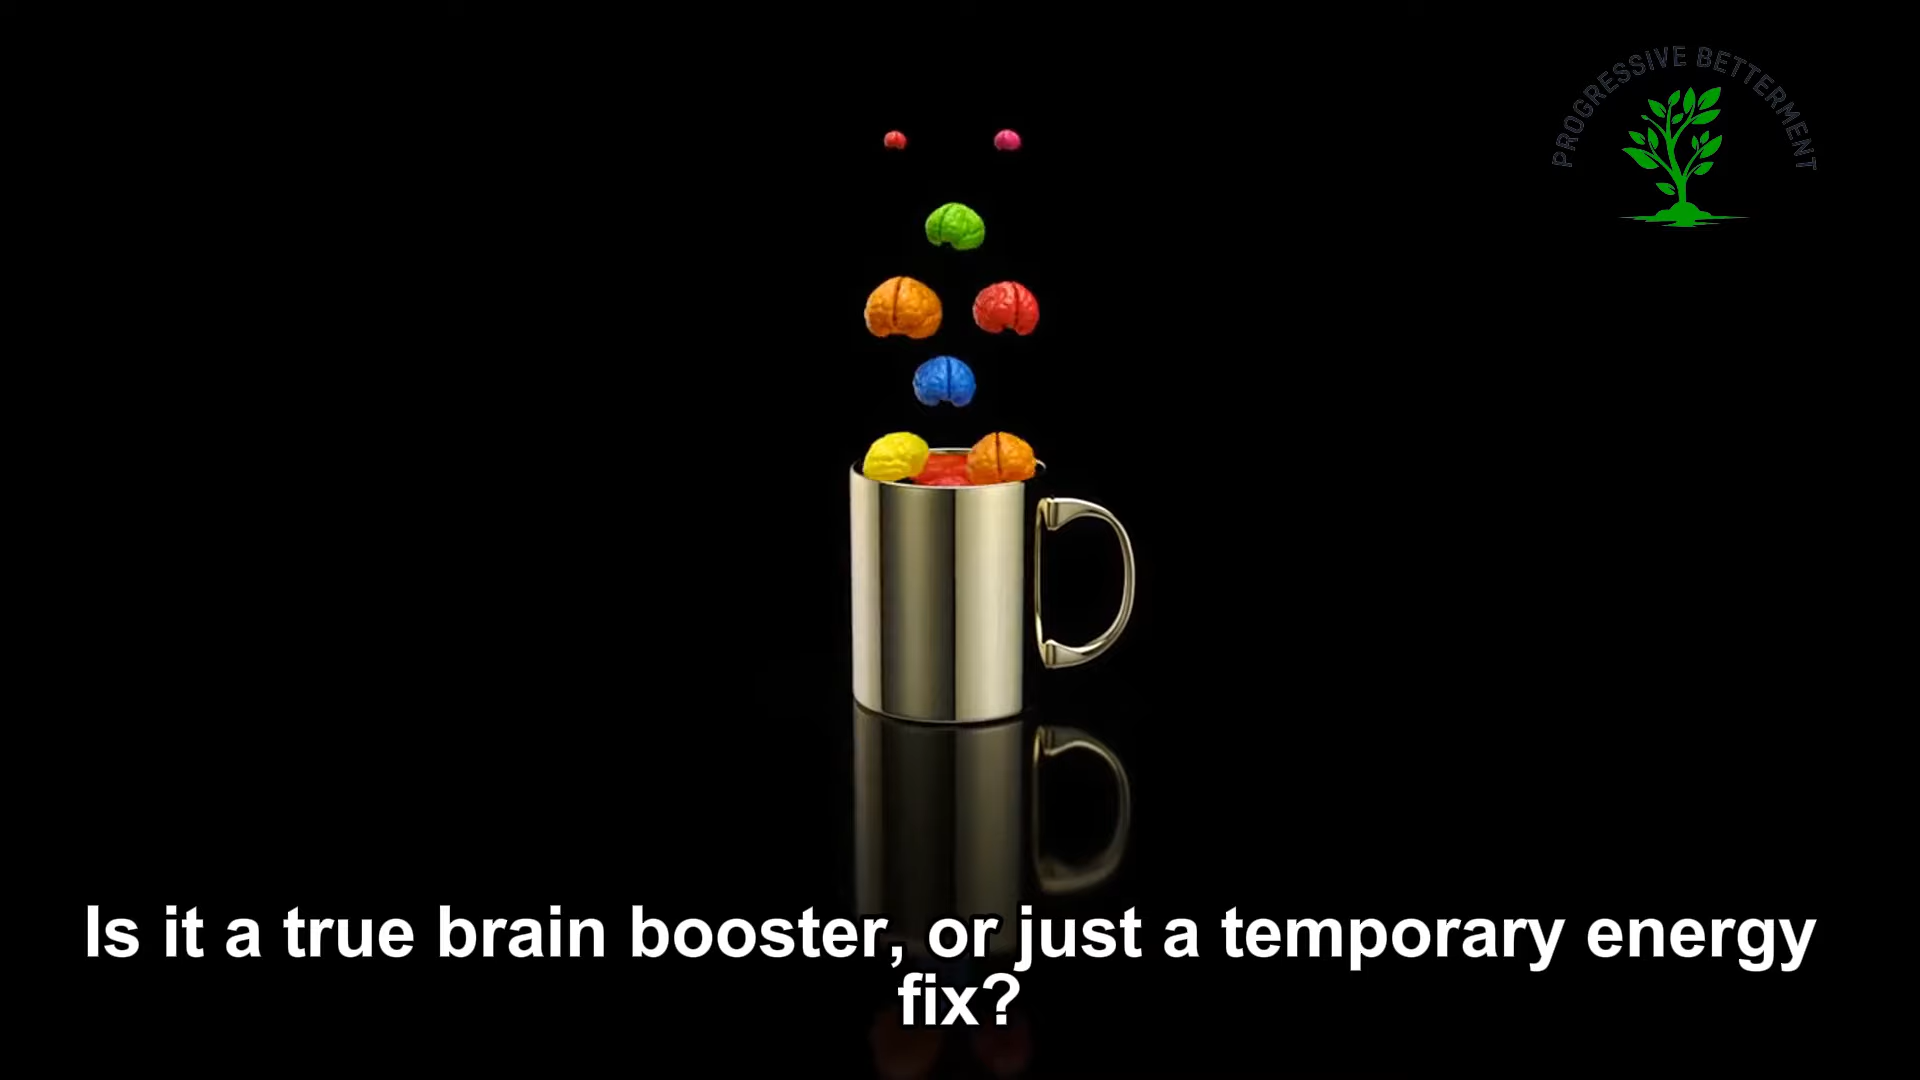 PROGRESSIVE BETTERMENT
Is it a true brain booster, or just a temporary energy
fix?